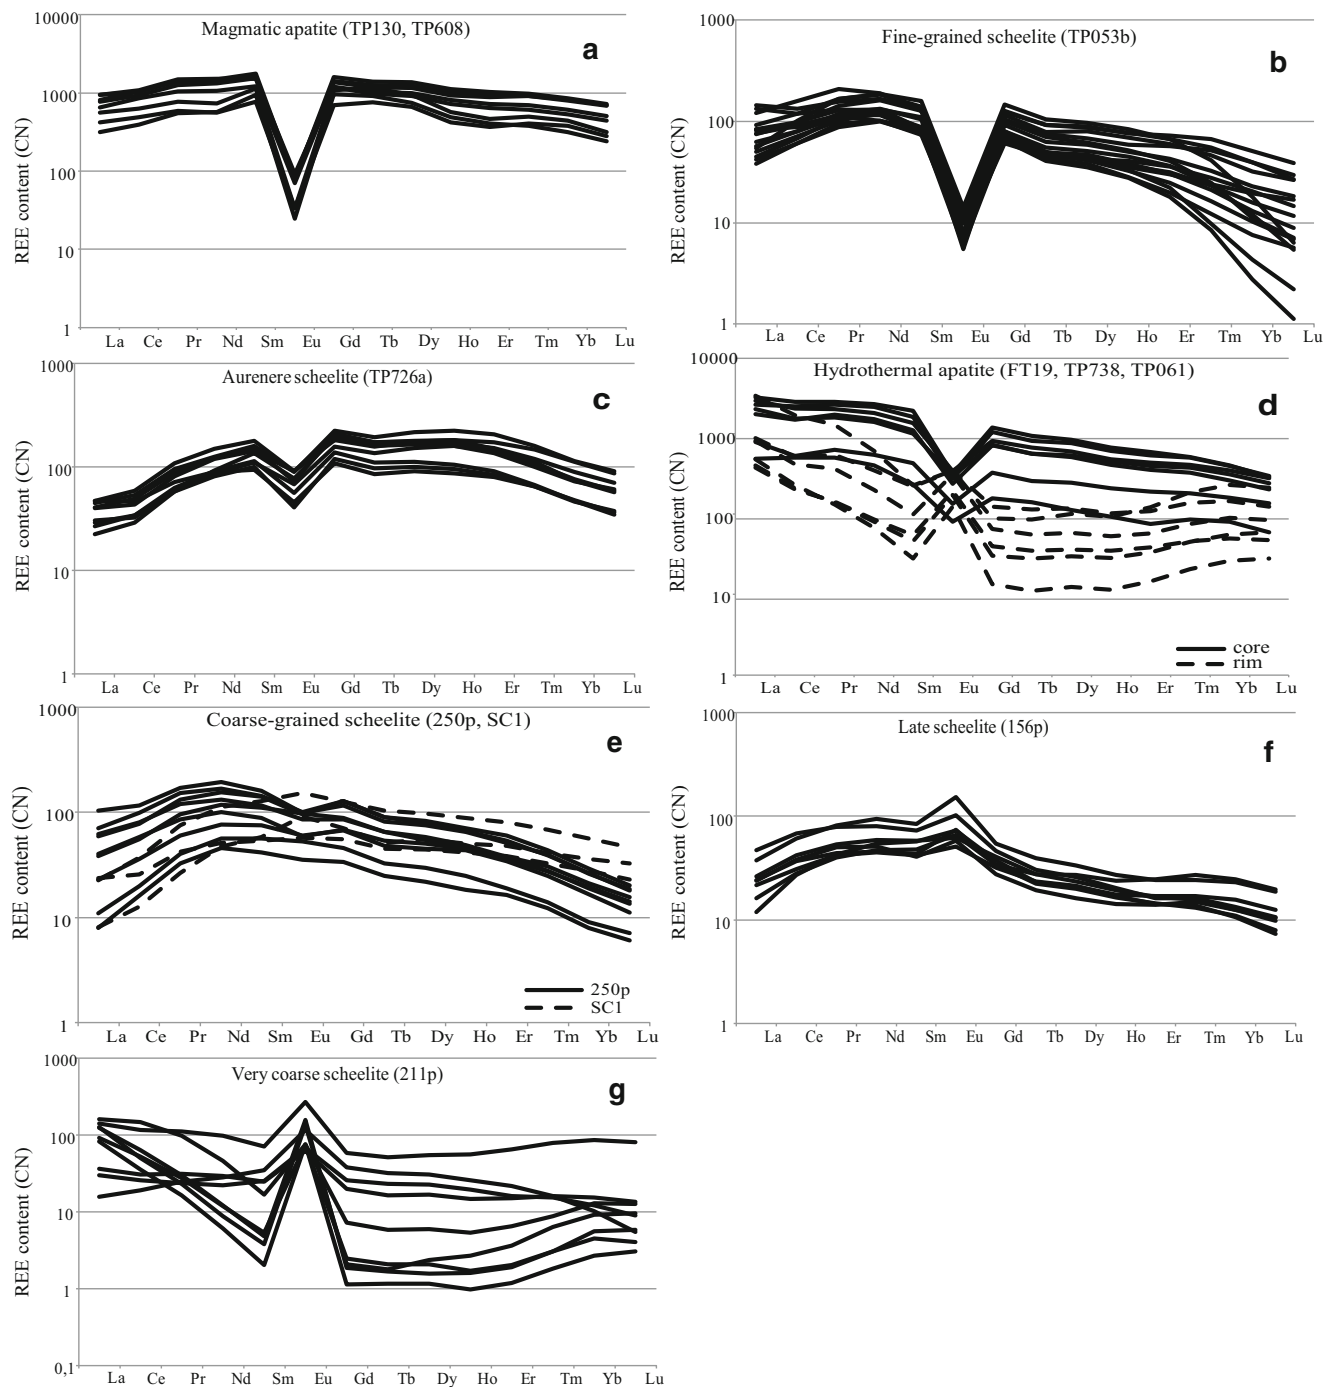 Magmatic apatite (TP130, TP608)
a
REE content (CN)
10000
1000
100
10
1
La Ce Pr Nd Sm Eu Gd Tb Dy Ho Er Tm Yb Lu
Fine-grained scheelite (TP053b)
b
REE content (CN)
1000
100
10
1
La Ce Pr Nd Sm Eu Gd Tb Dy Ho Er Tm Yb Lu
Aurenere scheelite (TP726a)
c
REE content (CN)
1000
100
10
1
La Ce Pr Nd Sm Eu Gd Tb Dy Ho Er Tm Yb Lu
Hydrothermal apatite (FT19, TP738, TP061)
d
REE content (CN)
10000
1000
100
10
1
core
rim
La Ce Pr Nd Sm Eu Gd Tb Dy Ho Er Tm Yb Lu
Coarse-grained scheelite (250p, SC1)
e
REE content (CN)
1000
100
10
1
250p
SC1
La Ce Pr Nd Sm Eu Gd Tb Dy Ho Er Tm Yb Lu
Late scheelite (156p)
f
REE content (CN)
1000
100
10
1
La Ce Pr Nd Sm Eu Gd Tb Dy Ho Er Tm Yb Lu
Very coarse scheelite (211p)
g
REE content (CN)
1000
100
10
1
0,1
La Ce Pr Nd Sm Eu Gd Tb Dy Ho Er Tm Yb Lu